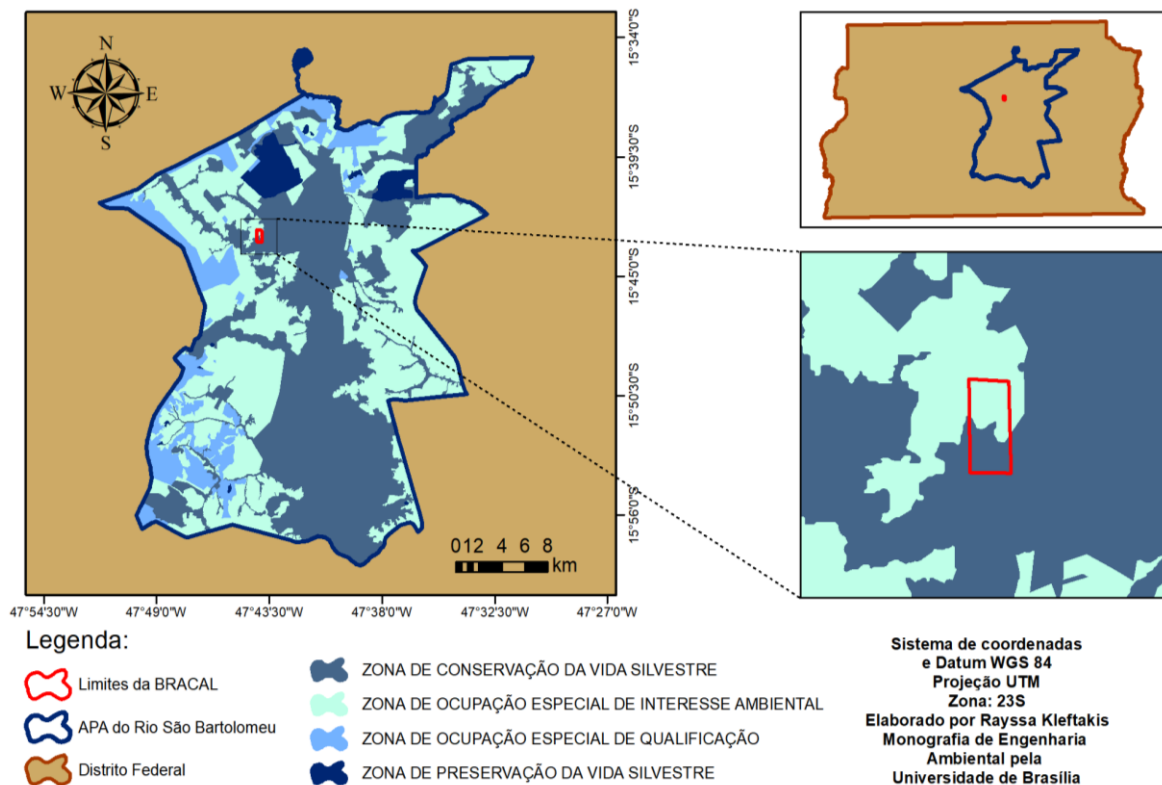 N
W
E
S
15°34'0"S
15°39'30"S
15°45'0"S
15°50'30"S
15°56'0"S
0 1 2 4 6 8
km
47°54'30"W
47°49'0"W
47°43'30"W
47°38'0"W
47°32'30"W
47°27'0"W
Legenda:
Limites da BRACAL
APA do Rio São Bartolomeu
Distrito Federal
ZONA DE CONSERVAÇÃO DA VIDA SILVESTRE
ZONA DE OCUPAÇÃO ESPECIAL DE INTERESSE AMBIENTAL
ZONA DE OCUPAÇÃO ESPECIAL DE QUALIFICAÇÃO
ZONA DE PRESERVAÇÃO DA VIDA SILVESTRE
Sistema de coordenadas
e Datum WGS 84
Projeção UTM
Zona: 23S
Elaborado por Rayssa Kleftakis
Monografia de Engenharia
Ambiental pela
Universidade de Brasília